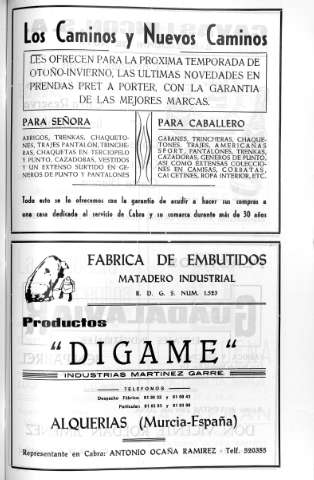 Los Caminos y Nuevos Caminos
LES OFRECEN PARA LA PROXIMA TEMPORADA DE
OTOÑO-INVIERNO, LAS ULTIMAS NOVEDADES EN
PRENDAS PRET A PORTER, CON LA GARANTIA
DE LAS MEJORES MARCAS.
PARA SEÑORA
ABRIGOS, TRENKAS, CHAQUETO-
NES, TRAJES PANTALON, TRINCHE-
RAS, CHAQUETAS EN TERCIOPELO
Y PUNTO, CAZADORAS, VESTIDOS
Y UN EXTENSO SURTIDO EN GE-
NEROS DE PUNTO Y PANTALONES
PARA CABALLERO
GABANES, TRINCHERAS, CHAQUE-
TONES, TRAJES, AMERICANAS
SPORT, PANTALONES, TRENKAS,
CAZADORAS, GENEROS DE PUNTO,
ASI COMO EXTENSAS COLECCIO-
NES EN CAMISAS, CORBATAS,
CALCETINES, ROPA INTERIOR, ETC.
Todo esto se lo ofrecemos con la garantía de acudir a hacer sus compras a
una casa dedicada al servicio de Cabra y su comarca durante más de 30 años
FABRICA DE EMBUTIDOS
MATADERO INDUSTRIAL
R. D. G. S. NUM. 1.523
Productos
"DIGAME"
INDUSTRIAS MARTINEZ GARRE
TELEFONOS
Despacho Fábrica:
Particular:
ALQUERIAS (Murcia-España)
Representante en Cabra: ANTONIO OCAÑA RAMIREZ - Telf. 520355